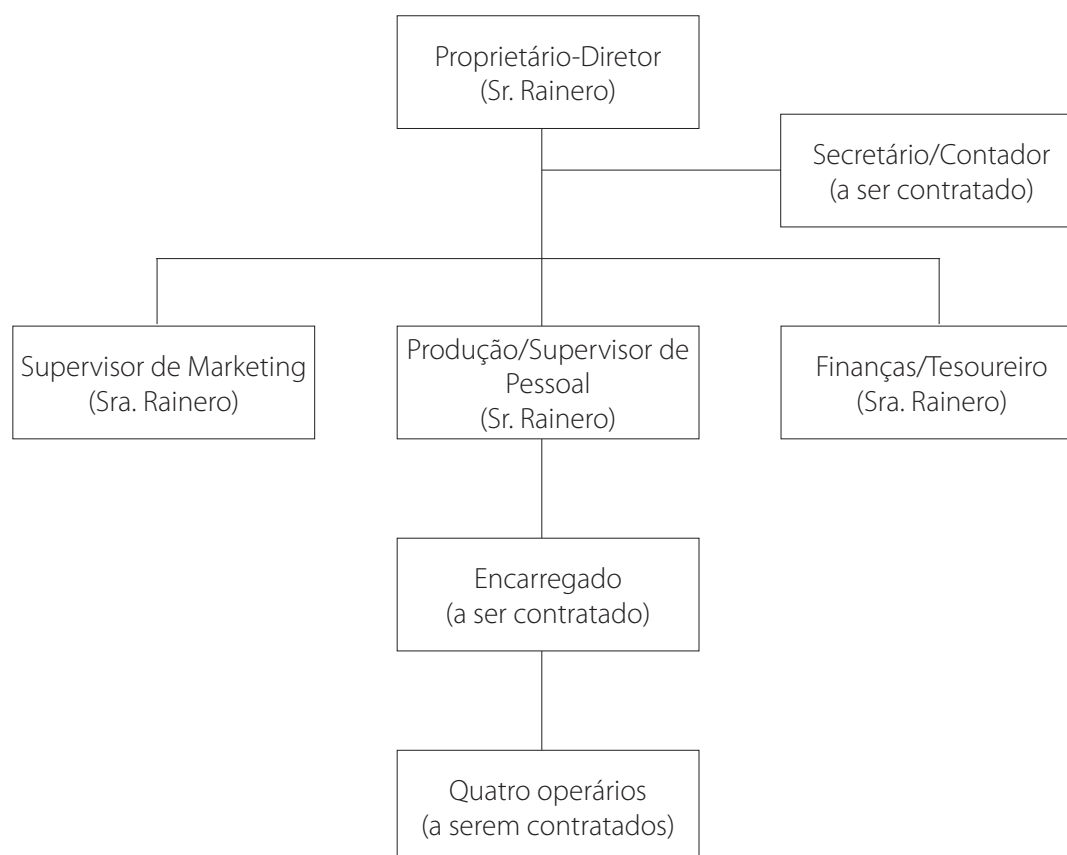 Proprietário-Diretor
(Sr. Rainero)
Secretário/Contador
(a ser contratado)
Supervisor de Marketing
(Sra. Rainero)
Produção/Supervisor de
Pessoal
(Sr. Rainero)
Finanças/Tesoureiro
(Sra. Rainero)
Encarregado
(a ser contratado)
Quatro operários
(a serem contratados)